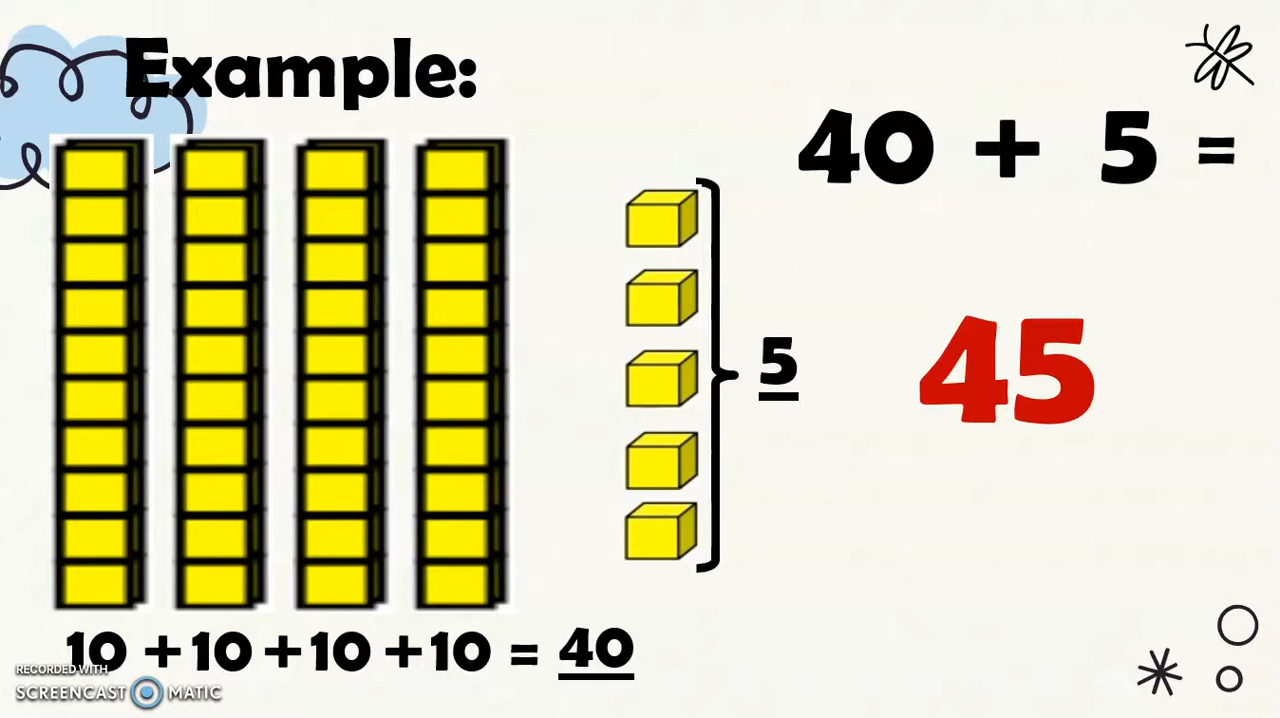 Example:
40 + 5 =
5
45
10 + 10 + 10 + 10 = 40
RECORDED WITH
SCREENCAST MATIC